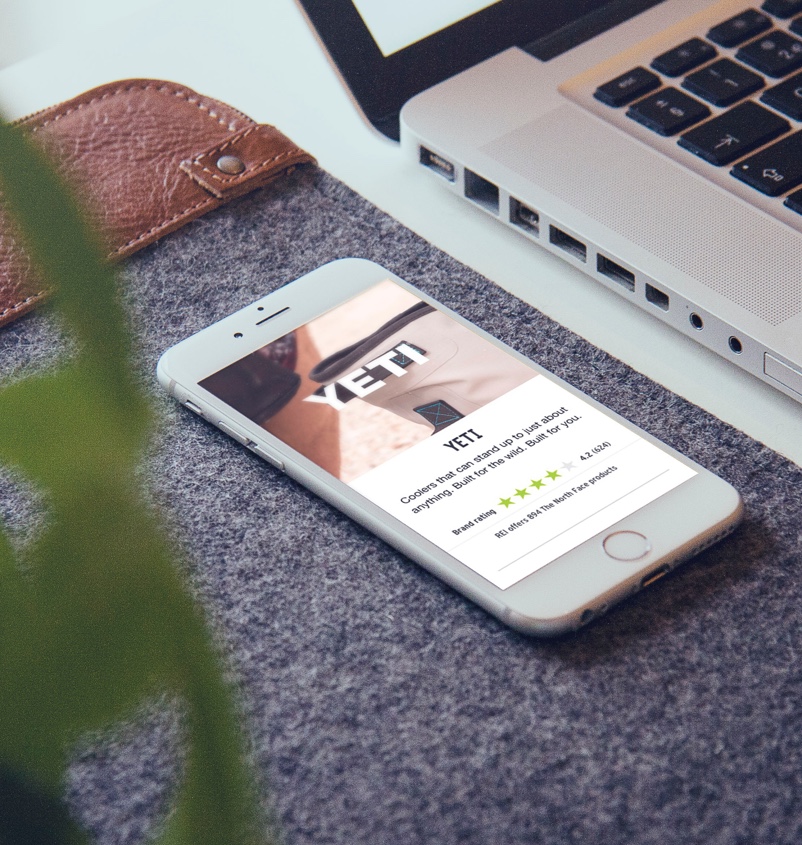 YETI
YETI
Coolers that can stand up to just about
anything. Built for the wild. Built for you.
Brand rating 4.2 (624)
REI offers 894 The North Face products